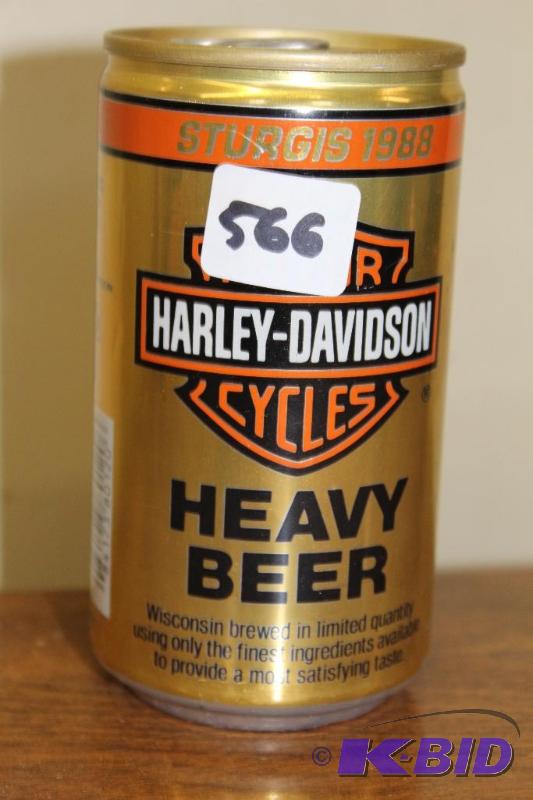 STURGIS 1988
566
HARLEY-DAVIDSON
CYCLES
®
HEAVY
BEER
Wisconsin brewed in limited quantity
using only the finest ingredients available
to provide a most satisfying taste.
© K-BID